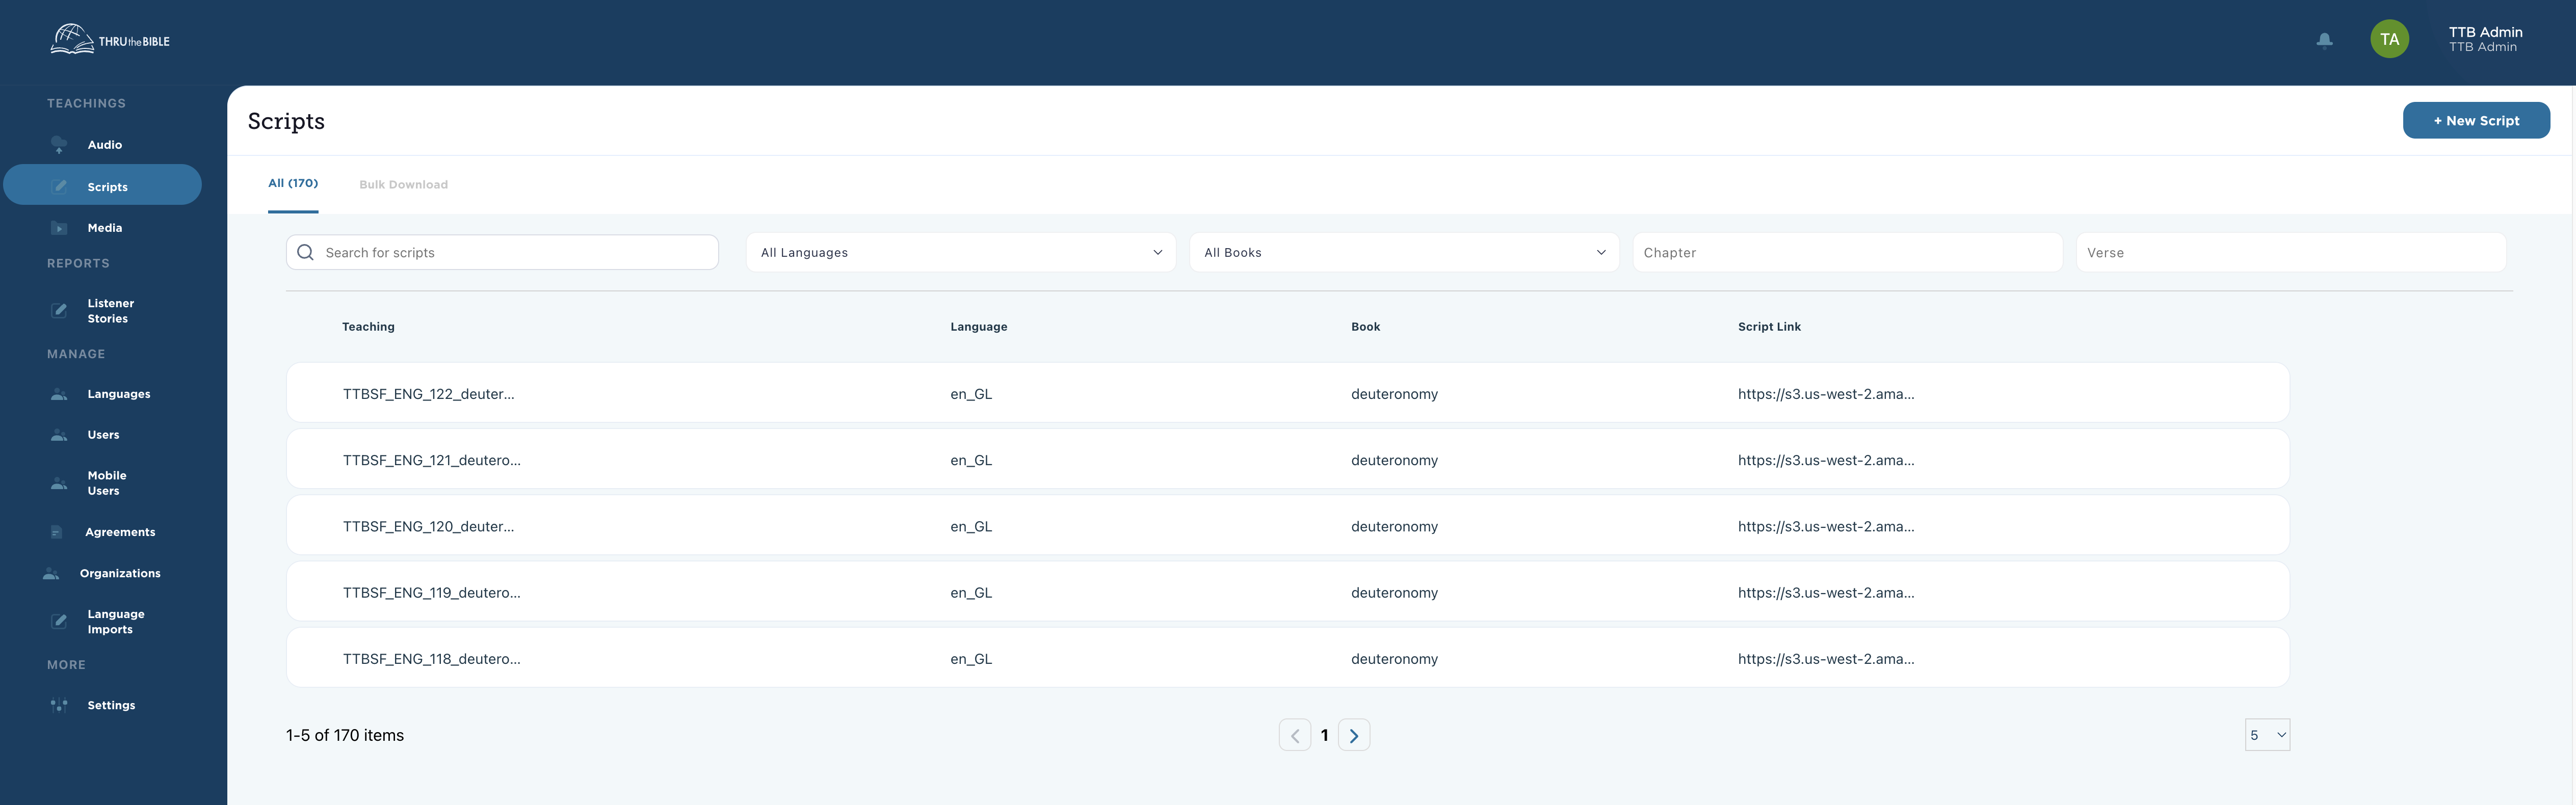 THRU the BIBLE
TA
TTB Admin
TTB Admin
TEACHINGS
Audio
Scripts
Media
REPORTS
Listener
Stories
MANAGE
Languages
Users
Mobile
Users
Agreements
Organizations
Language
Imports
MORE
Settings
Scripts
+ New Script
All (170)
Bulk Download
Search for scripts
All Languages
All Books
Chapter
Verse
Teaching Language Book Script Link
TTBSF_ENG_122_deuter... en_GL deuteronomy https://s3.us-west-2.ama...
TTBSF_ENG_121_deutero... en_GL deuteronomy https://s3.us-west-2.ama...
TTBSF_ENG_120_deuter... en_GL deuteronomy https://s3.us-west-2.ama...
TTBSF_ENG_119_deutero... en_GL deuteronomy https://s3.us-west-2.ama...
TTBSF_ENG_118_deutero... en_GL deuteronomy https://s3.us-west-2.ama...
1-5 of 170 items
1
5